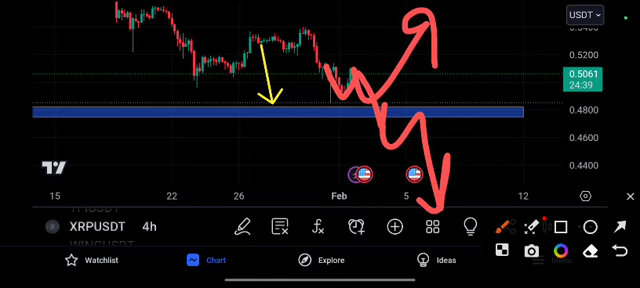 USDT
0.5200
0.5061
24:39
0.4800
0.4600
0.4400
15 22 26 Feb 5 12
XRPUSDT 4h
Watchlist Chart Explore Ideas